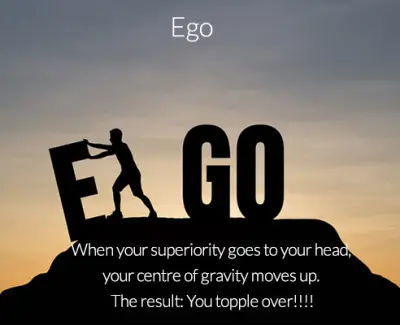 Ego
E GO
When your superiority goes to your head,
your centre of gravity moves up.
The result: You topple over!!!!